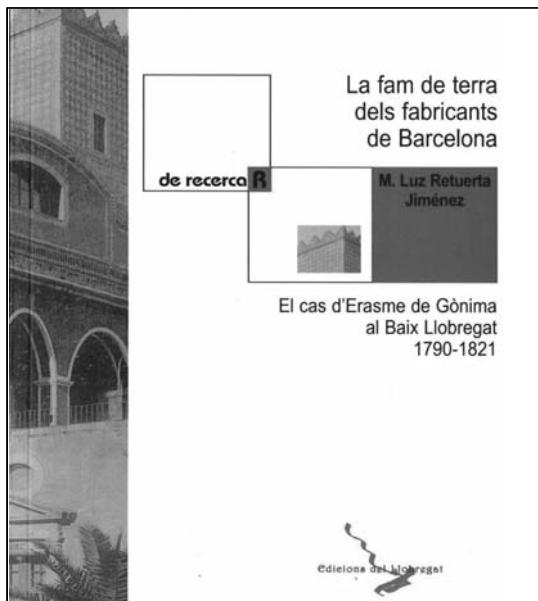 La fam de terra
dels fabricants
de Barcelona
de recerca R
M. Luz Retuerta
Jiménez
El cas d'Erasme de Gònima
al Baix Llobregat
1790-1821
Edicions del Llobregat